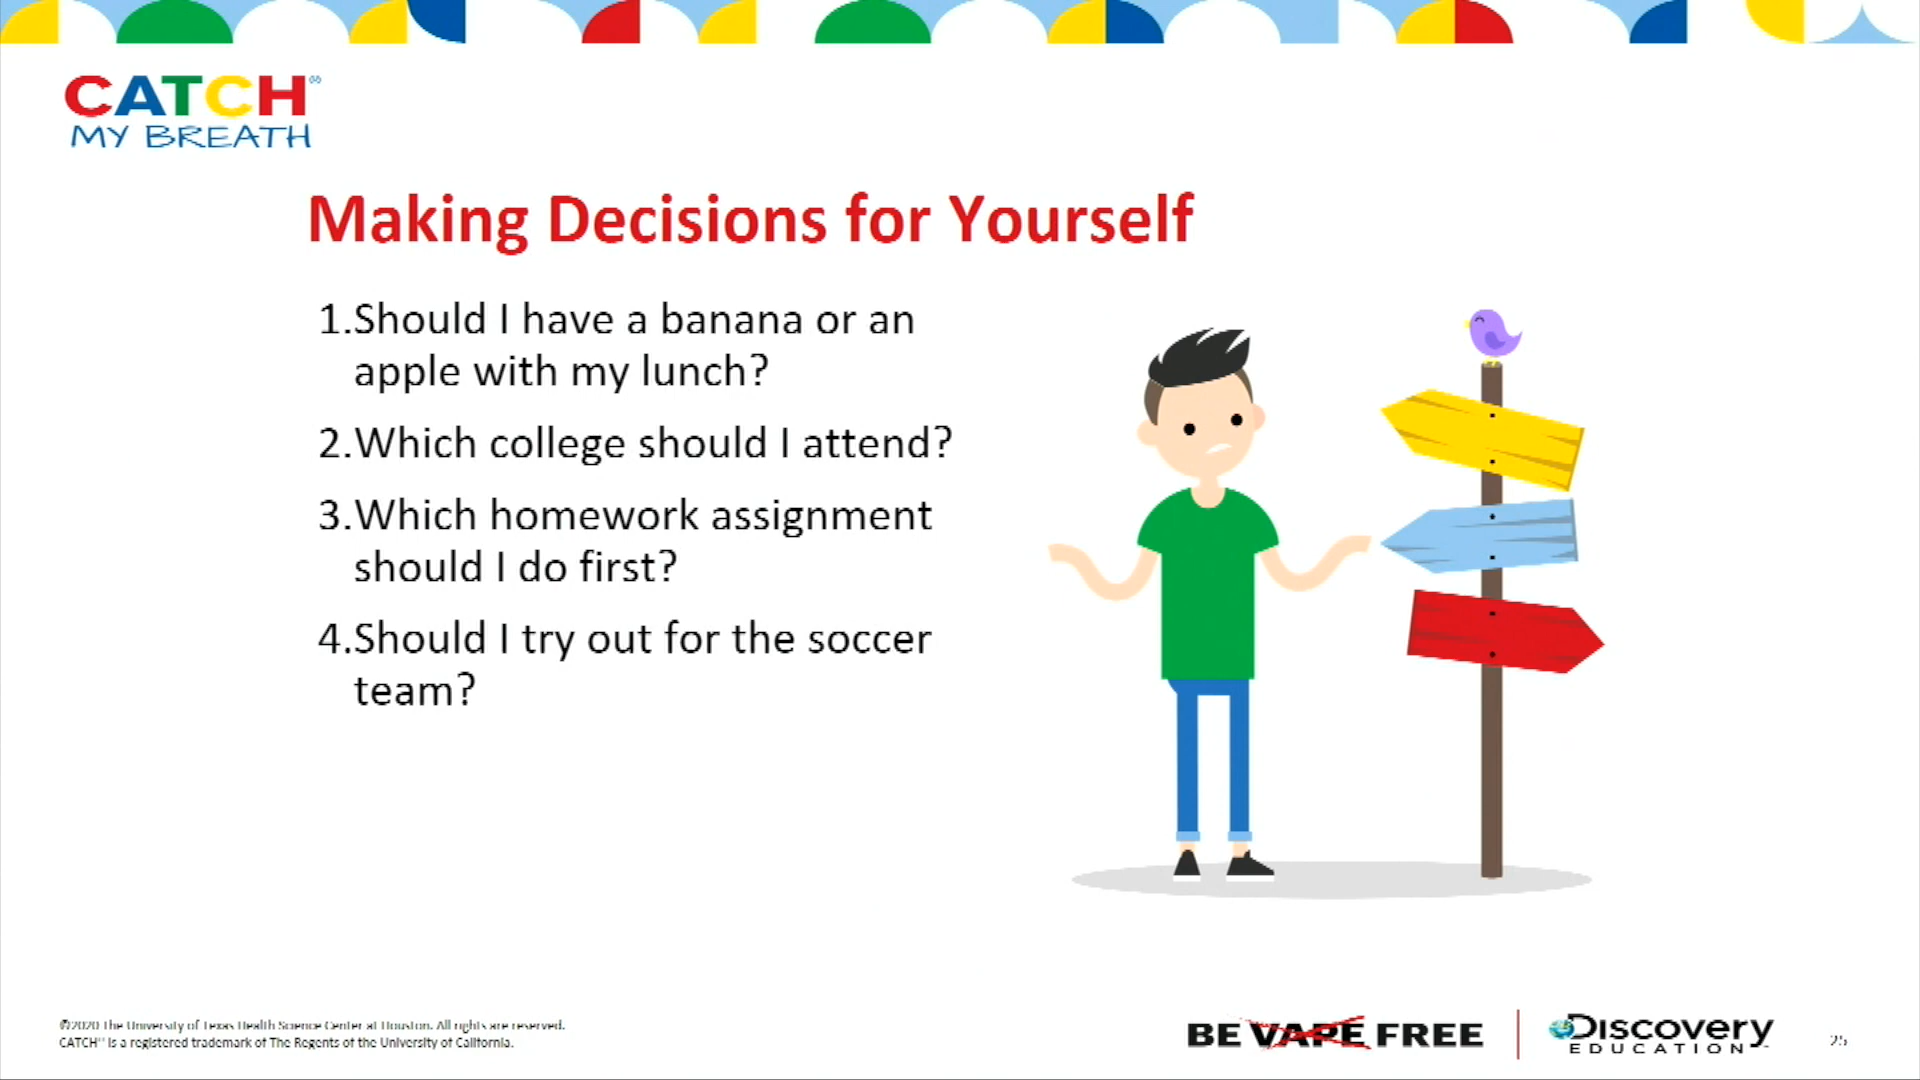 CATCH®
MY BREATH
Making Decisions for Yourself
1.Should I have a banana or an
apple with my lunch?
2.Which college should I attend?
3.Which homework assignment
should I do first?
4.Should I try out for the soccer
team?
©2020 The University of Texas Health Science Center at Houston. All rights are reserved.
CATCH® is a registered trademark of The Regents of the University of California.
BE VAPE FREE
Discovery
EDUCATION
25